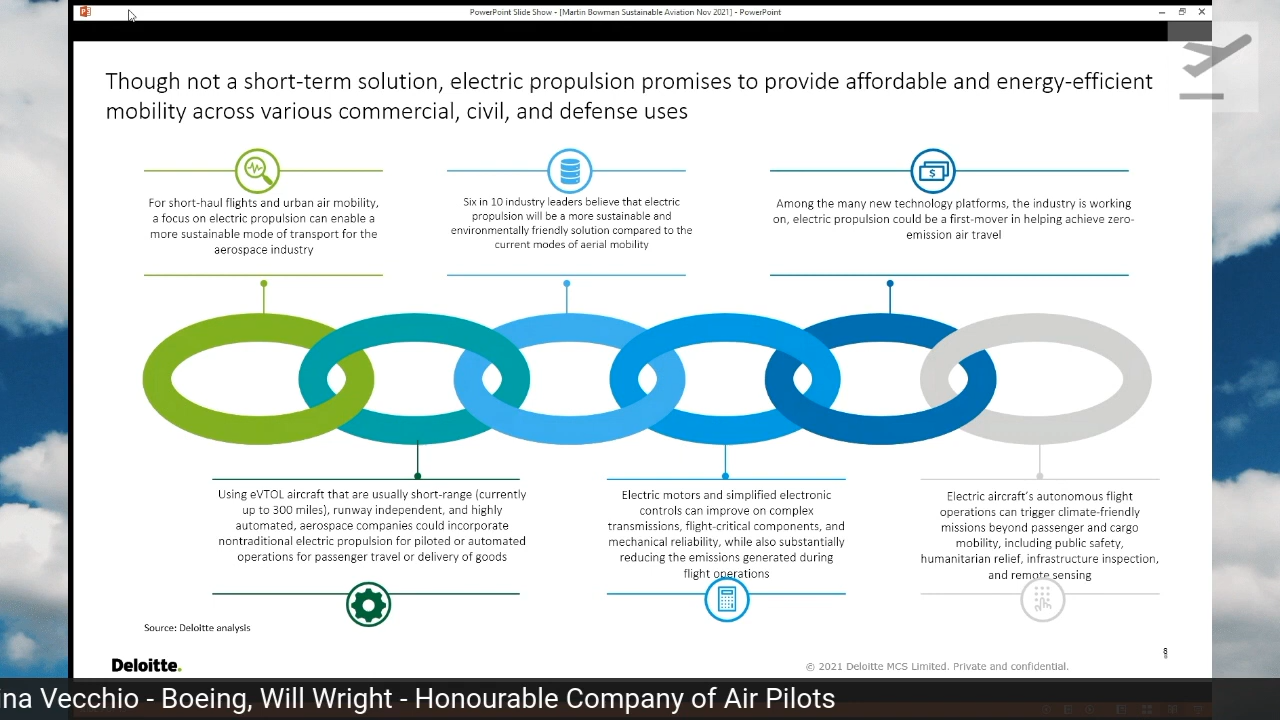 PowerPoint Slide Show - [Martin Bowman Sustainable Aviation Nov 2021] - PowerPoint
Though not a short-term solution, electric propulsion promises to provide affordable and energy-efficient
mobility across various commercial, civil, and defense uses
For short-haul flights and urban air mobility,
a focus on electric propulsion can enable a
more sustainable mode of transport for the
aerospace industry
Six in 10 industry leaders believe that electric
propulsion will be a more sustainable and
environmentally friendly solution compared to the
current modes of aerial mobility
Among the many new technology platforms, the industry is working
on, electric propulsion could be a first-mover in helping achieve zero-
emission air travel
Using eVTOL aircraft that are usually short-range (currently
up to 300 miles), runway independent, and highly
automated, aerospace companies could incorporate
nontraditional electric propulsion for piloted or automated
operations for passenger travel or delivery of goods
Electric motors and simplified electronic
controls can improve on complex
transmissions, flight-critical components, and
mechanical reliability, while also substantially
reducing the emissions generated during
flight operations
Electric aircraft's autonomous flight
operations can trigger climate-friendly
missions beyond passenger and cargo
mobility, including public safety,
humanitarian relief, infrastructure inspection,
and remote sensing
Source: Deloitte analysis
Deloitte.
© 2021 Deloitte MCS Limited. Private and confidential.
8
ina Vecchio - Boeing, Will Wright - Honourable Company of Air Pilots